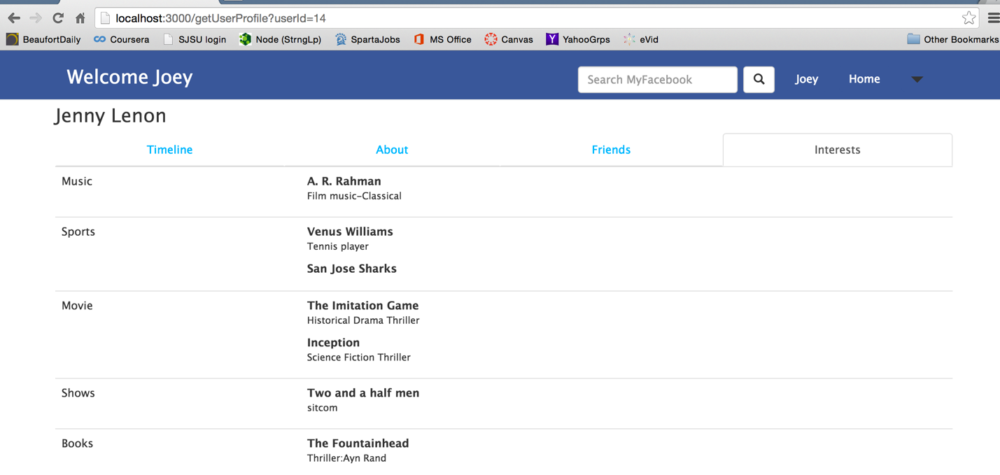 localhost:3000/getUserProfile?userId=14
BeaufortDaily Coursera SJSU login Node (StrngLp) SpartaJobs MS Office Canvas YahooGrps eVid Other Bookmarks
Welcome Joey Search MyFacebook Joey Home
Jenny Lenon
Timeline About Friends Interests
Music A. R. Rahman
Film music-Classical
Sports Venus Williams
Tennis player
San Jose Sharks
Movie The Imitation Game
Historical Drama Thriller
Inception
Science Fiction Thriller
Shows Two and a half men
sitcom
Books The Fountainhead
Thriller:Ayn Rand